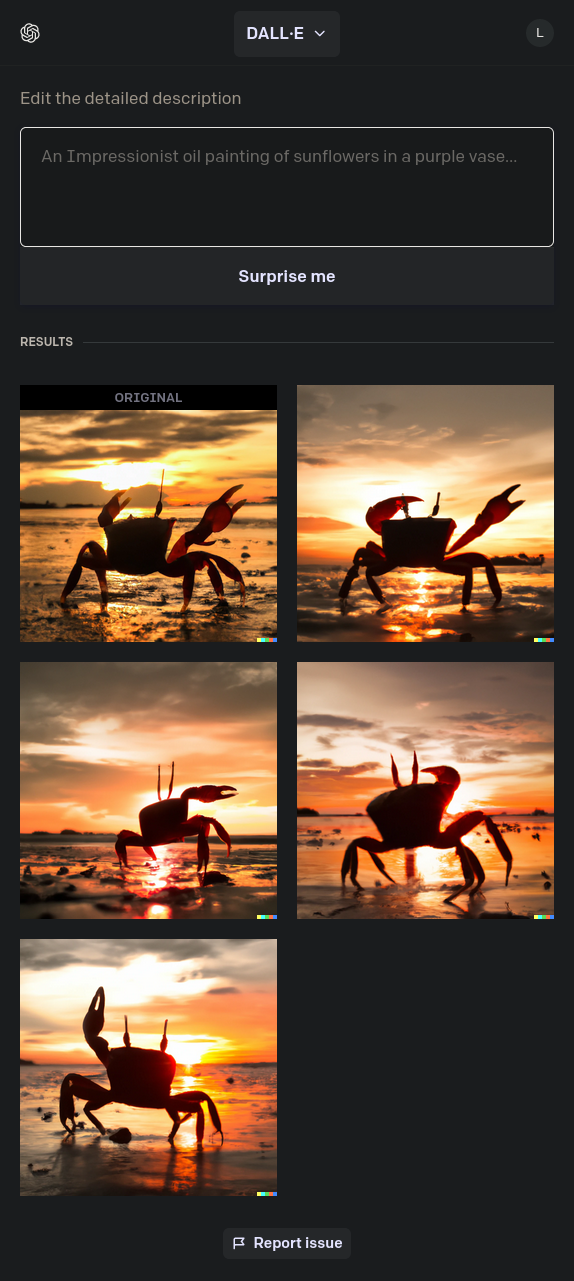 DALL·E
L
Edit the detailed description
An Impressionist oil painting of sunflowers in a purple vase...
Surprise me
RESULTS
ORIGINAL
Report issue